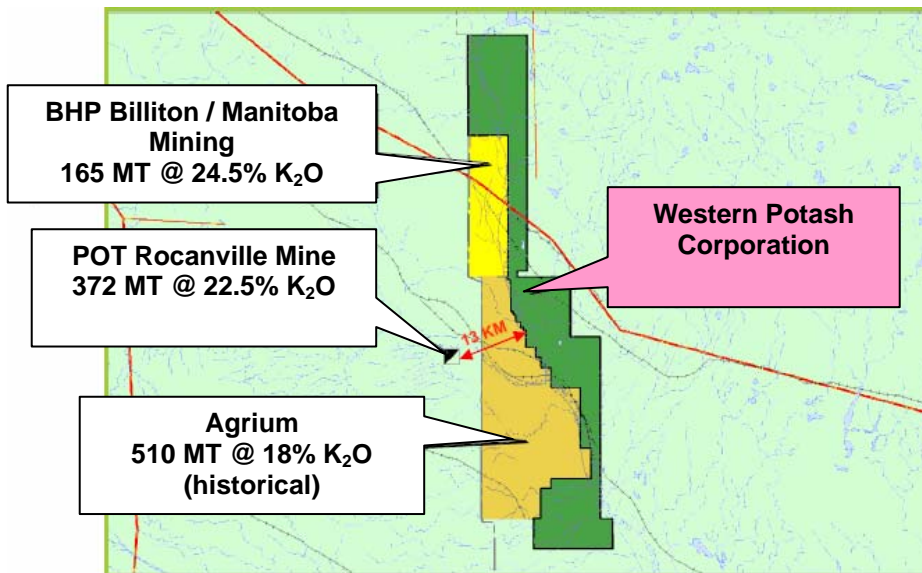 BHP Billiton / Manitoba
Mining
165 MT @ 24.5% K₂O
Western Potash
Corporation
POT Rocanville Mine
372 MT @ 22.5% K₂O
13 KM
Agrium
510 MT @ 18% K₂O
(historical)